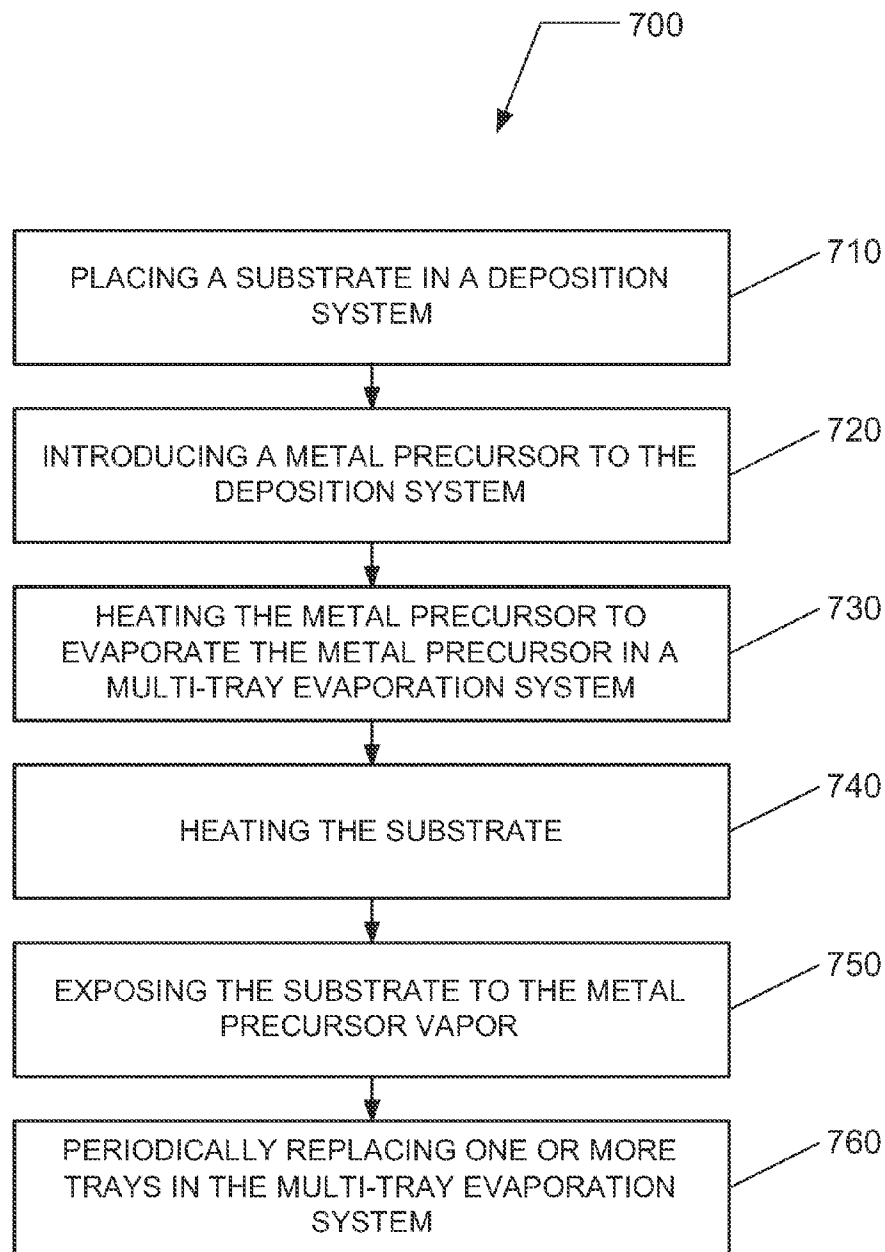 700
PLACING A SUBSTRATE IN A DEPOSITION
SYSTEM
710
INTRODUCING A METAL PRECURSOR TO THE
DEPOSITION SYSTEM
720
HEATING THE METAL PRECURSOR TO
EVAPORATE THE METAL PRECURSOR IN A
MULTI-TRAY EVAPORATION SYSTEM
730
HEATING THE SUBSTRATE
740
EXPOSING THE SUBSTRATE TO THE METAL
PRECURSOR VAPOR
750
PERIODICALLY REPLACING ONE OR MORE
TRAYS IN THE MULTI-TRAY EVAPORATION
SYSTEM
760